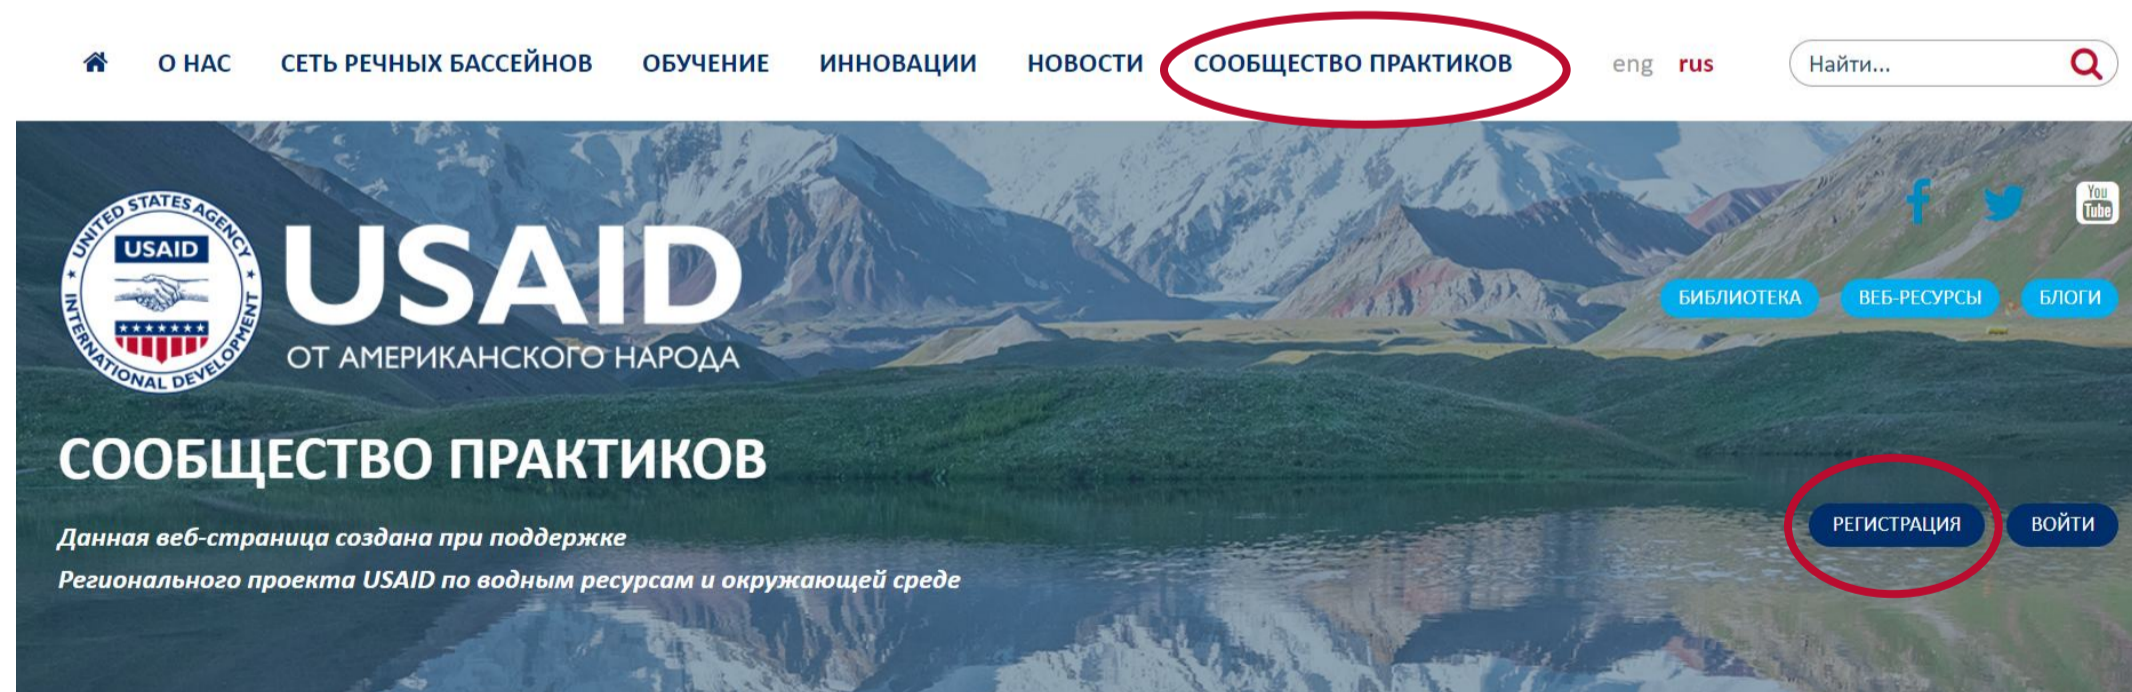 О НАС СЕТЬ РЕЧНЫХ БАССЕЙНОВ ОБУЧЕНИЕ ИННОВАЦИИ НОВОСТИ СООБЩЕСТВО ПРАКТИКОВ eng rus Найти...
You
Tube
UNITED STATES AGENCY
USAID
INTERNATIONAL DEVELOPMENT
USAID
ОТ АМЕРИКАНСКОГО НАРОДА
БИБЛИОТЕКА ВЕБ-РЕСУРСЫ БЛОГИ
СООБЩЕСТВО ПРАКТИКОВ
РЕГИСТРАЦИЯ ВОЙТИ
Данная веб-страница создана при поддержке
Регионального проекта USAID по водным ресурсам и окружающей среде